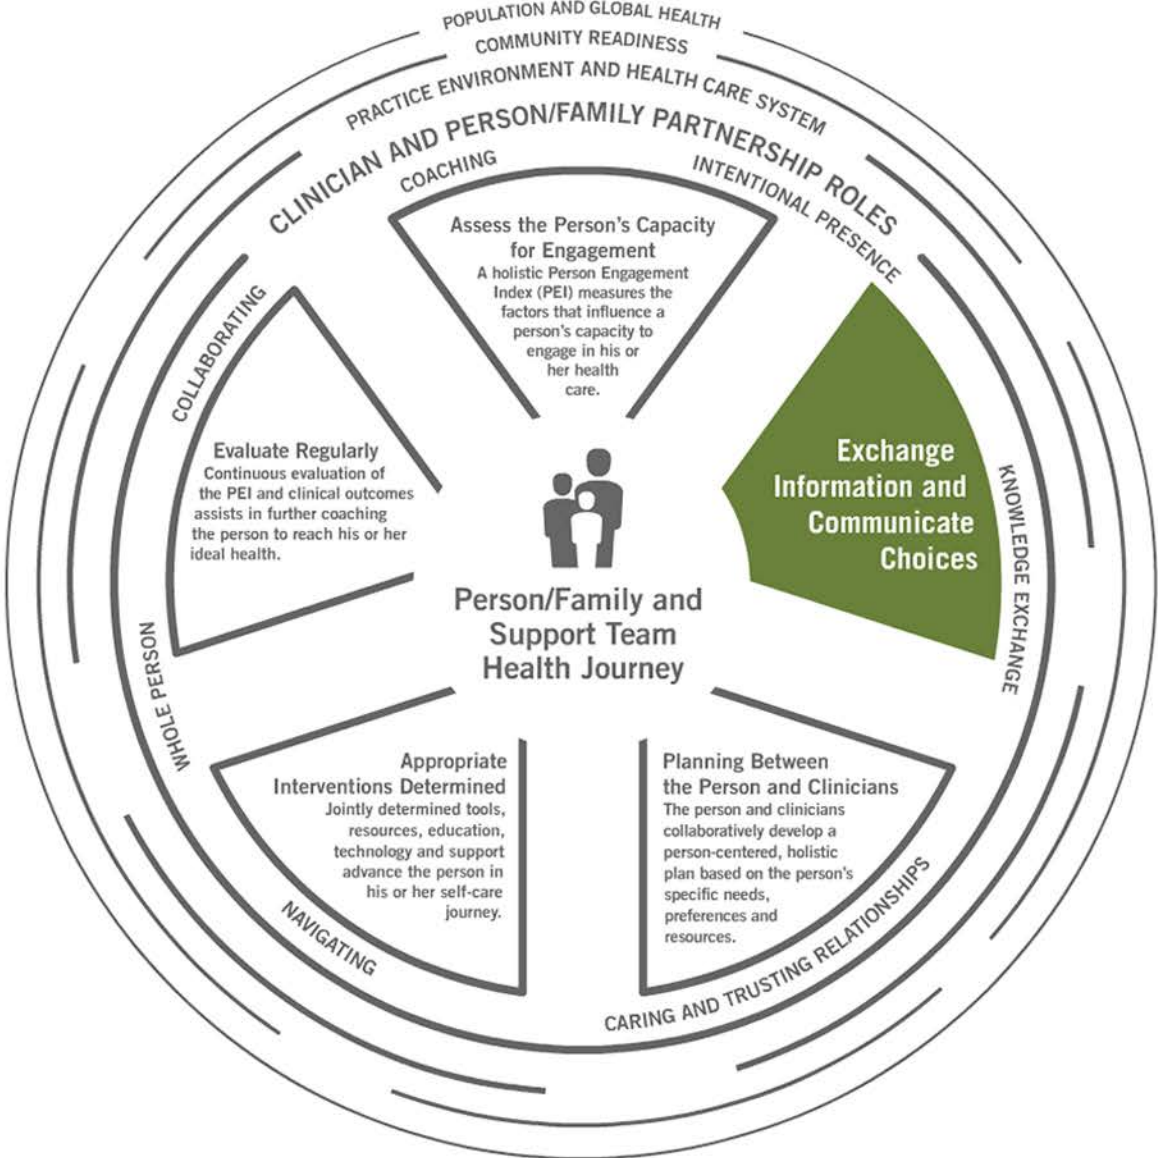 POPULATION AND GLOBAL HEALTH
COMMUNITY READINESS
PRACTICE ENVIRONMENT AND HEALTH CARE SYSTEM
CLINICIAN AND PERSON/FAMILY PARTNERSHIP ROLES
COACHING
INTENTIONAL PRESENCE
Assess the Person's Capacity
for Engagement
A holistic Person Engagement
Index (PEI) measures the
factors that influence a
person's capacity to
engage in his or
her health
care.
COLLABORATING
Evaluate Regularly
Continuous evaluation of
the PEI and clinical outcomes
assists in further coaching
the person to reach his or her
ideal health.
Exchange
Information and
Communicate
Choices
KNOWLEDGE EXCHANGE
Person/Family and
Support Team
Health Journey
WHOLE PERSON
Appropriate
Interventions Determined
Jointly determined tools,
resources, education,
technology and support
advance the person in
his or her self-care
journey.
Planning Between
the Person and Clinicians
The person and clinicians
collaboratively develop a
person-centered, holistic
plan based on the person's
specific needs,
preferences and
resources.
NAVIGATING
CARING AND TRUSTING RELATIONSHIPS